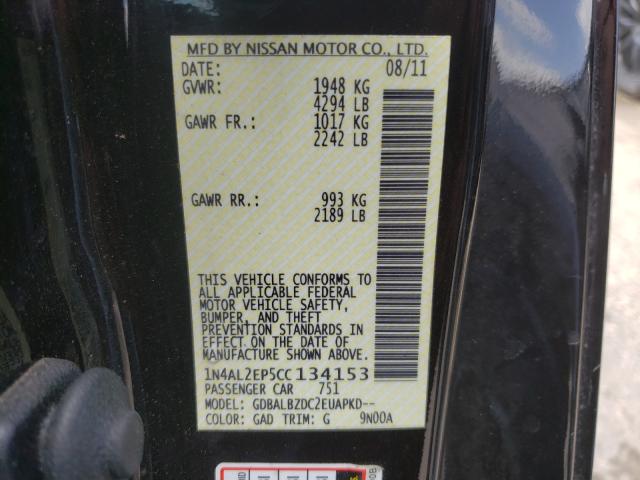 MFD BY NISSAN MOTOR CO., LTD.
DATE: 08/11
GVWR: 1948 KG
4294 LB
GAWR FR.: 1017 KG
2242 LB
GAWR RR.: 993 KG
2189 LB
THIS VEHICLE CONFORMS TO
ALL APPLICABLE FEDERAL
MOTOR VEHICLE SAFETY,
BUMPER, AND THEFT
PREVENTION STANDARDS IN
EFFECT ON THE DATE OF
MANUFACTURE SHOWN ABOVE.
1N4AL2EP5CC 134153
PASSENGER CAR 751
MODEL: GDBALBZDC2EUAPKD--
COLOR: GAD TRIM: G 9N00A